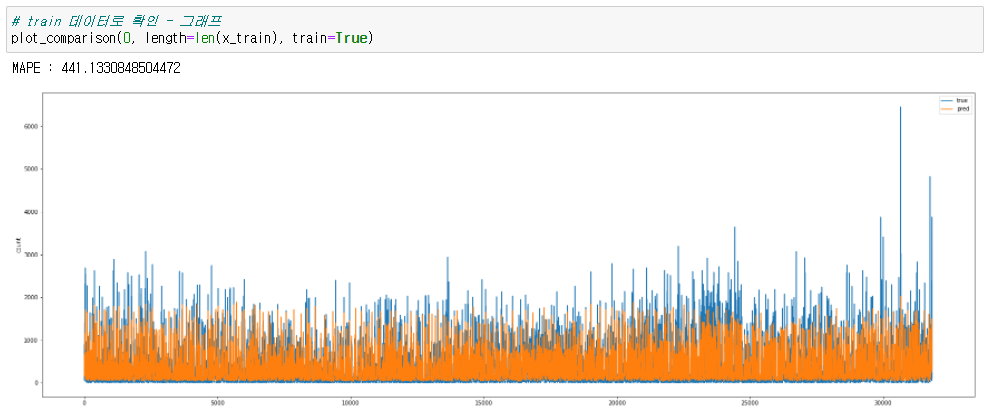 # train 데이터로 확인 - 그래프
plot_comparison(0, length=len(x_train), train=True)
MAPE : 441.1330848504472
true
pred
6000
5000
4000
3000
2000
1000
0
count
0
5000
10000
15000
20000
25000
30000